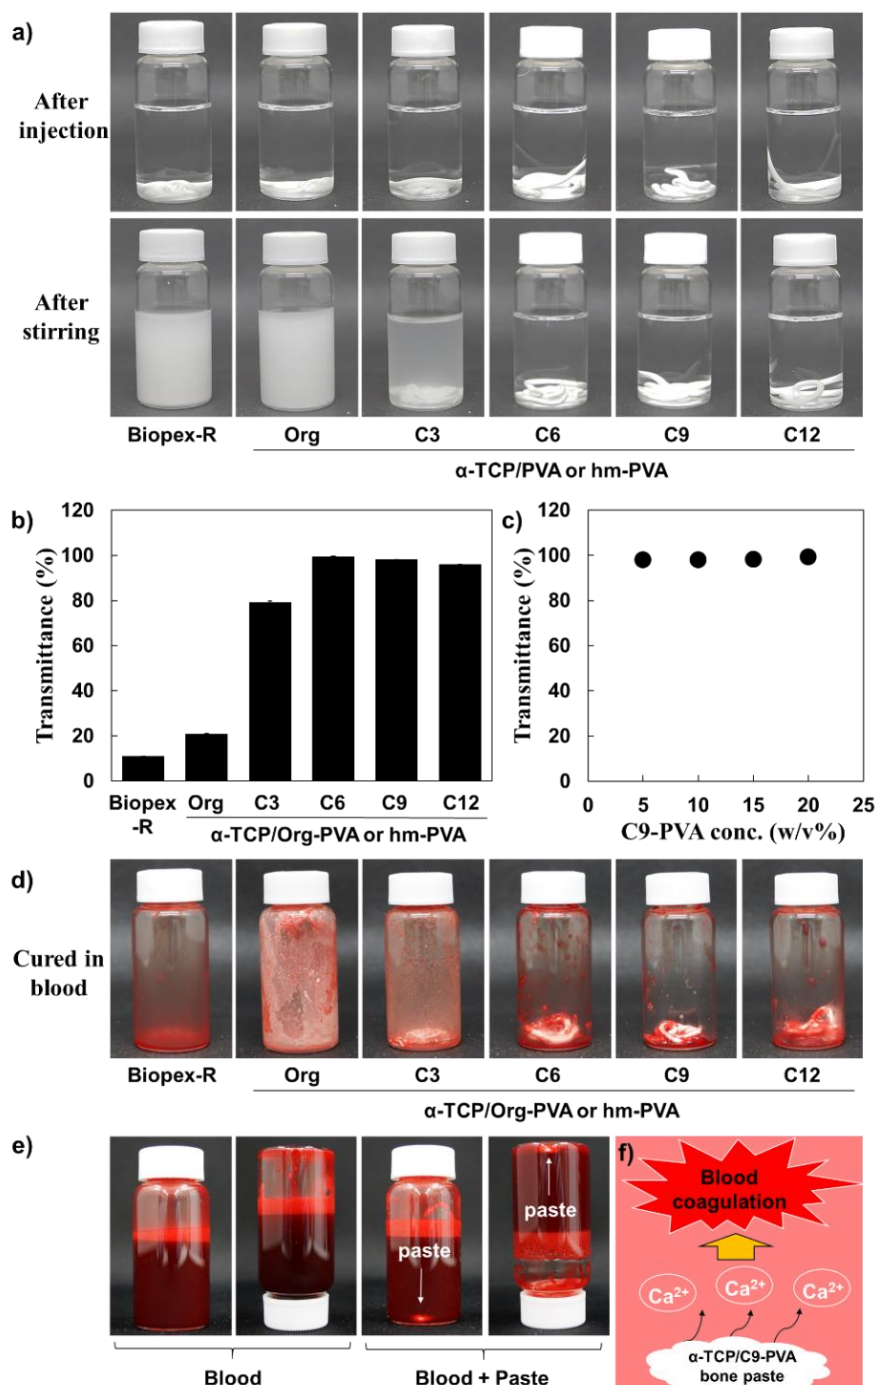 a)
After
injection
After
stirring
Biopex-R Org C3 C6 C9 C12
α-TCP/PVA or hm-PVA
b)
120
100
80
60
40
20
0
Transmittance (%)
Biopex
-R
Org C3 C6 C9 C12
α-TCP/Org-PVA or hm-PVA
c)
120
100
80
60
40
20
0
Transmittance (%)
0 5 10 15 20 25
C9-PVA conc. (w/v%)
d)
Cured in
blood
Biopex-R Org C3 C6 C9 C12
α-TCP/Org-PVA or hm-PVA
e)
paste
paste
Blood
Blood + Paste
f)
Blood
coagulation
Ca²⁺ Ca²⁺ Ca²⁺
α-TCP/C9-PVA
bone paste